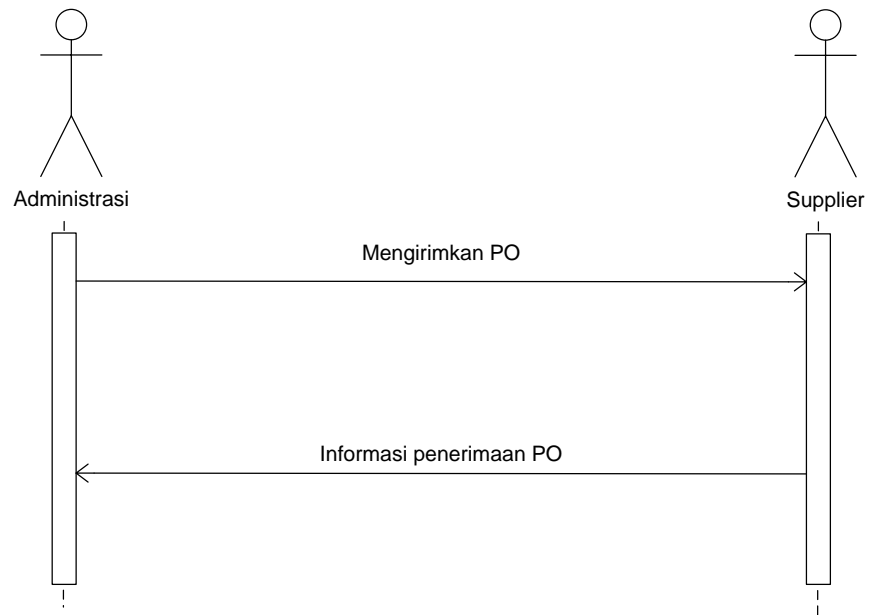 Administrasi
Supplier
Mengirimkan PO
Informasi penerimaan PO